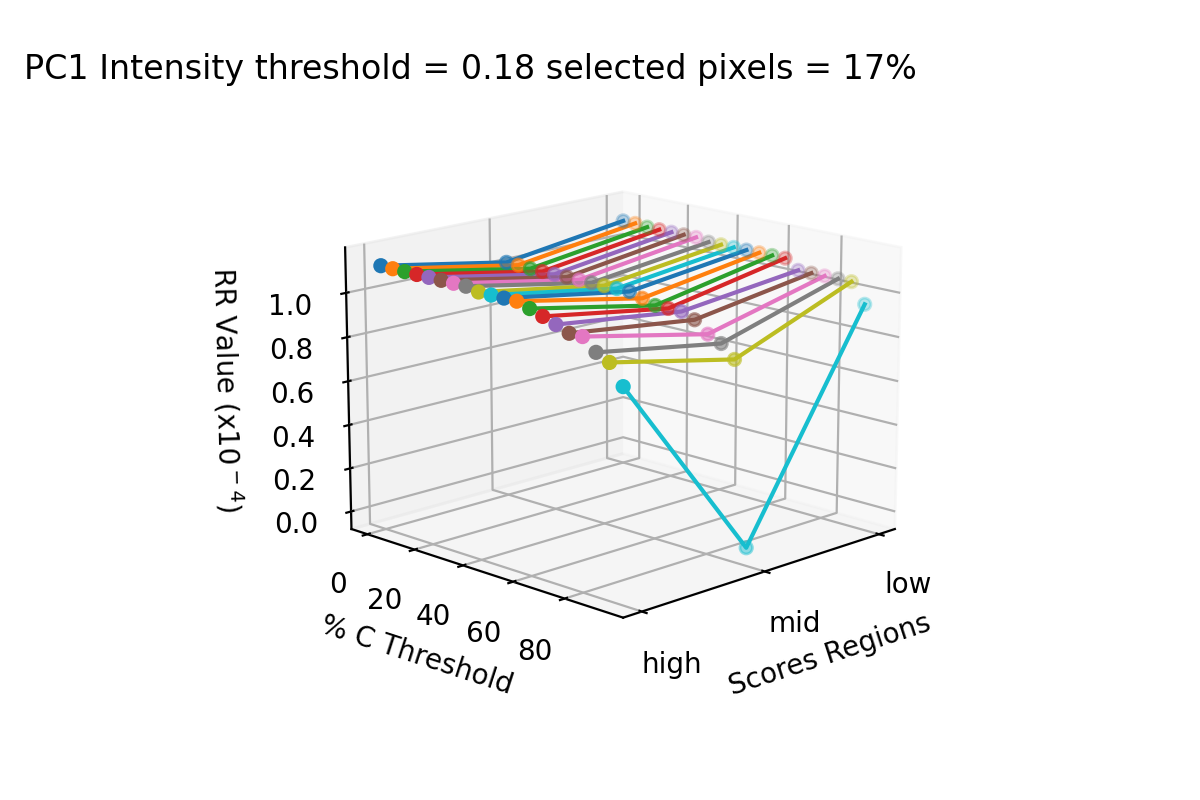 PC1 Intensity threshold = 0.18 selected pixels = 17%
RR Value (x10⁻⁴)
1.0
0.8
0.6
0.4
0.2
0.0
0
20
40
60
80
% C Threshold
high
mid
low
Scores Regions